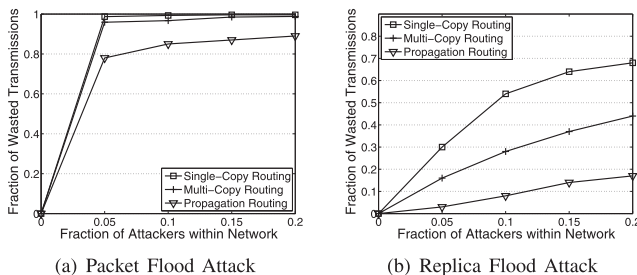 1
0.8
0.6
0.4
0.2
0
0 0.05 0.1 0.15 0.2
Fraction of Wasted Transmissions
Fraction of Attackers within Network
Single-Copy Routing
Multi-Copy Routing
Propagation Routing
(a) Packet Flood Attack
0.8
0.7
0.6
0.5
0.4
0.3
0.2
0.1
0 0.05 0.1 0.15 0.2
Fraction of Wasted Transmissions
Fraction of Attackers within Network
Single-Copy Routing
Multi-Copy Routing
Propagation Routing
(b) Replica Flood Attack